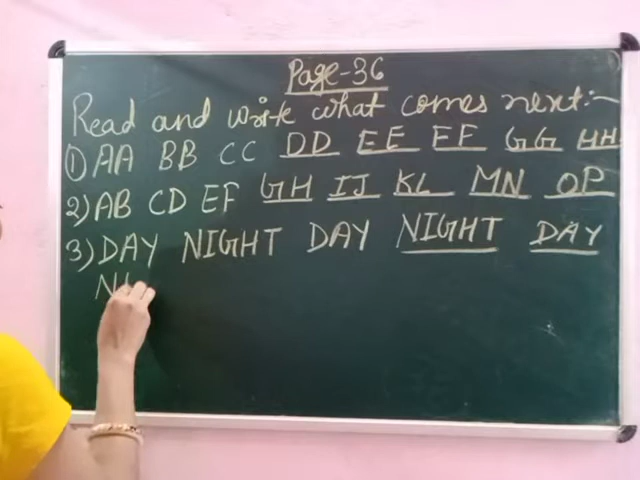 Page-36
Read and write what comes next:-
1) AA BB CC DD EE FF GG HH
2) AB CD EF GH IJ KL MN OP
3) DAY NIGHT DAY NIGHT DAY